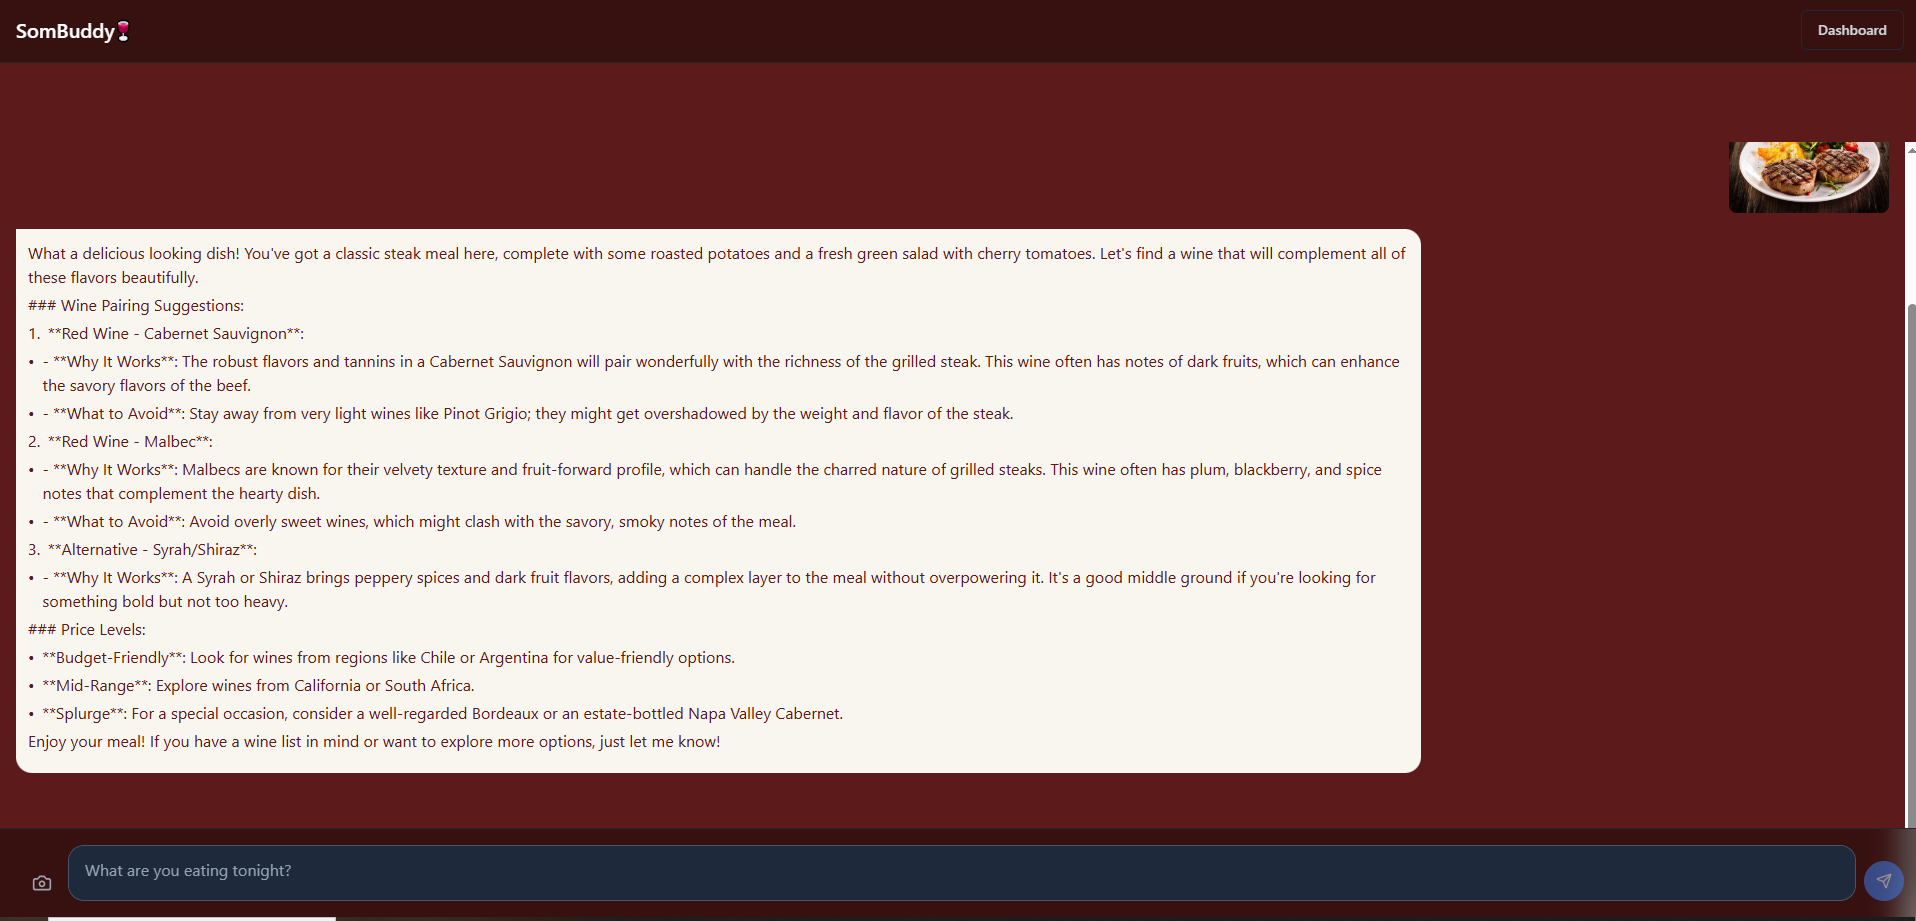 SomBuddy🍷
Dashboard
What a delicious looking dish! You've got a classic steak meal here, complete with some roasted potatoes and a fresh green salad with cherry tomatoes. Let's find a wine that will complement all of
these flavors beautifully.
### Wine Pairing Suggestions:
1. **Red Wine - Cabernet Sauvignon**:
• - **Why It Works**: The robust flavors and tannins in a Cabernet Sauvignon will pair wonderfully with the richness of the grilled steak. This wine often has notes of dark fruits, which can enhance
the savory flavors of the beef.
• - **What to Avoid**: Stay away from very light wines like Pinot Grigio; they might get overshadowed by the weight and flavor of the steak.
2. **Red Wine - Malbec**:
• - **Why It Works**: Malbecs are known for their velvety texture and fruit-forward profile, which can handle the charred nature of grilled steaks. This wine often has plum, blackberry, and spice
notes that complement the hearty dish.
• - **What to Avoid**: Avoid overly sweet wines, which might clash with the savory, smoky notes of the meal.
3. **Alternative - Syrah/Shiraz**:
• - **Why It Works**: A Syrah or Shiraz brings peppery spices and dark fruit flavors, adding a complex layer to the meal without overpowering it. It's a good middle ground if you're looking for
something bold but not too heavy.
### Price Levels:
• **Budget-Friendly**: Look for wines from regions like Chile or Argentina for value-friendly options.
• **Mid-Range**: Explore wines from California or South Africa.
• **Splurge**: For a special occasion, consider a well-regarded Bordeaux or an estate-bottled Napa Valley Cabernet.
Enjoy your meal! If you have a wine list in mind or want to explore more options, just let me know!
What are you eating tonight?